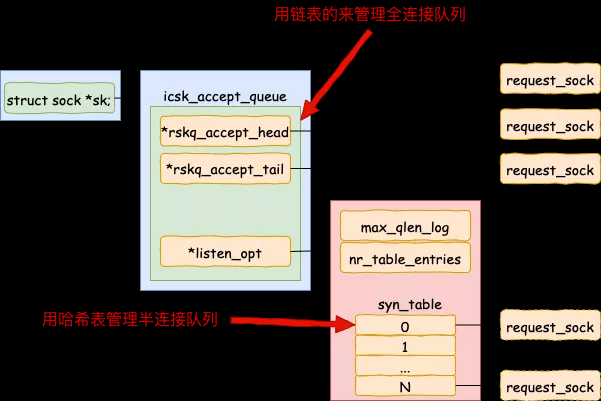 用链表的来管理全连接队列
struct sock *sk;
icsk_accept_queue
*rskq_accept_head
*rskq_accept_tail
*listen_opt
request_sock
request_sock
request_sock
max_qlen_log
nr_table_entries
syn_table
用哈希表管理半连接队列
0
1
...
N
request_sock
request_sock